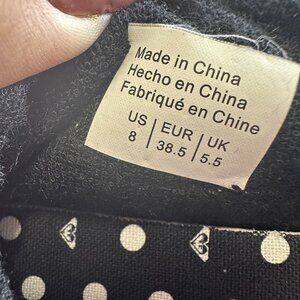 Made in China
Hecho en China
Fabriqué en Chine
US | EUR | UK
8 | 38.5 | 5.5